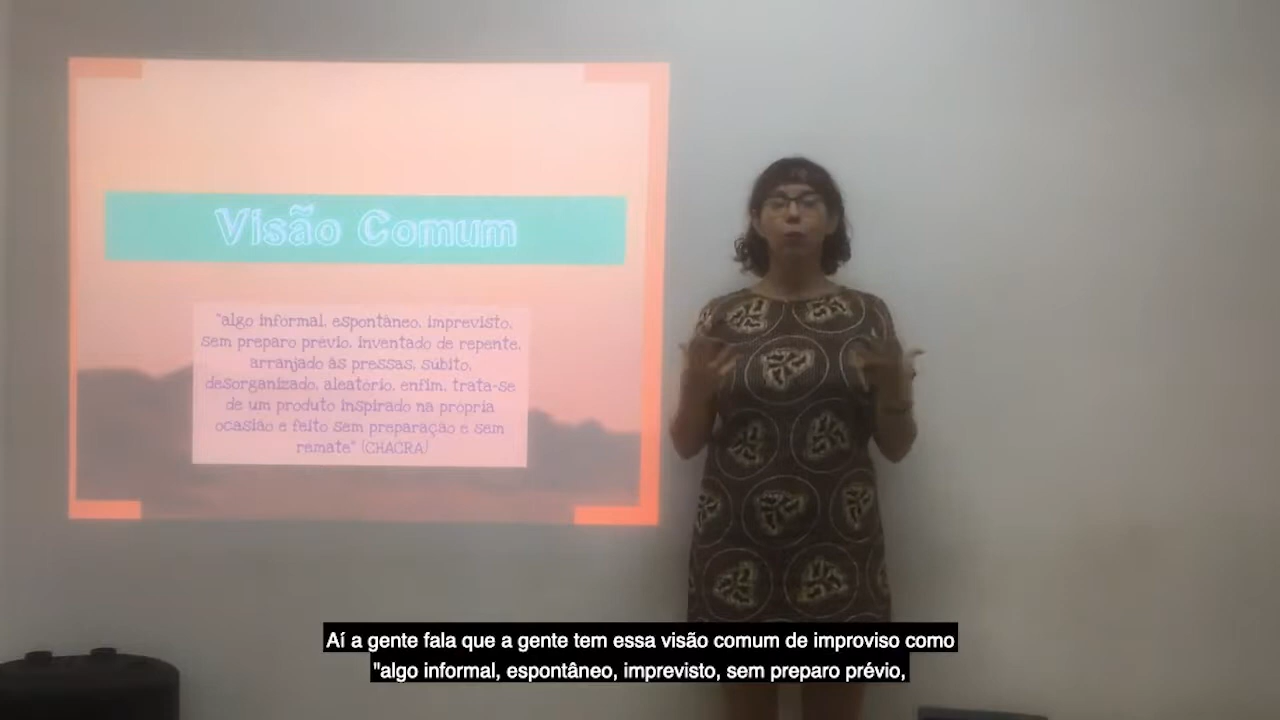 Visão Comum
"algo informal, espontâneo, imprevisto,
sem preparo prévio, inventado de repente,
arranjado às pressas, súbito,
desorganizado, aleatório, enfim, trata-se
de um produto inspirado na própria
ocasião e feito sem preparação e sem
remate" (CHACRA)
Aí a gente fala que a gente tem essa visão comum de improviso como
"algo informal, espontâneo, imprevisto, sem preparo prévio,